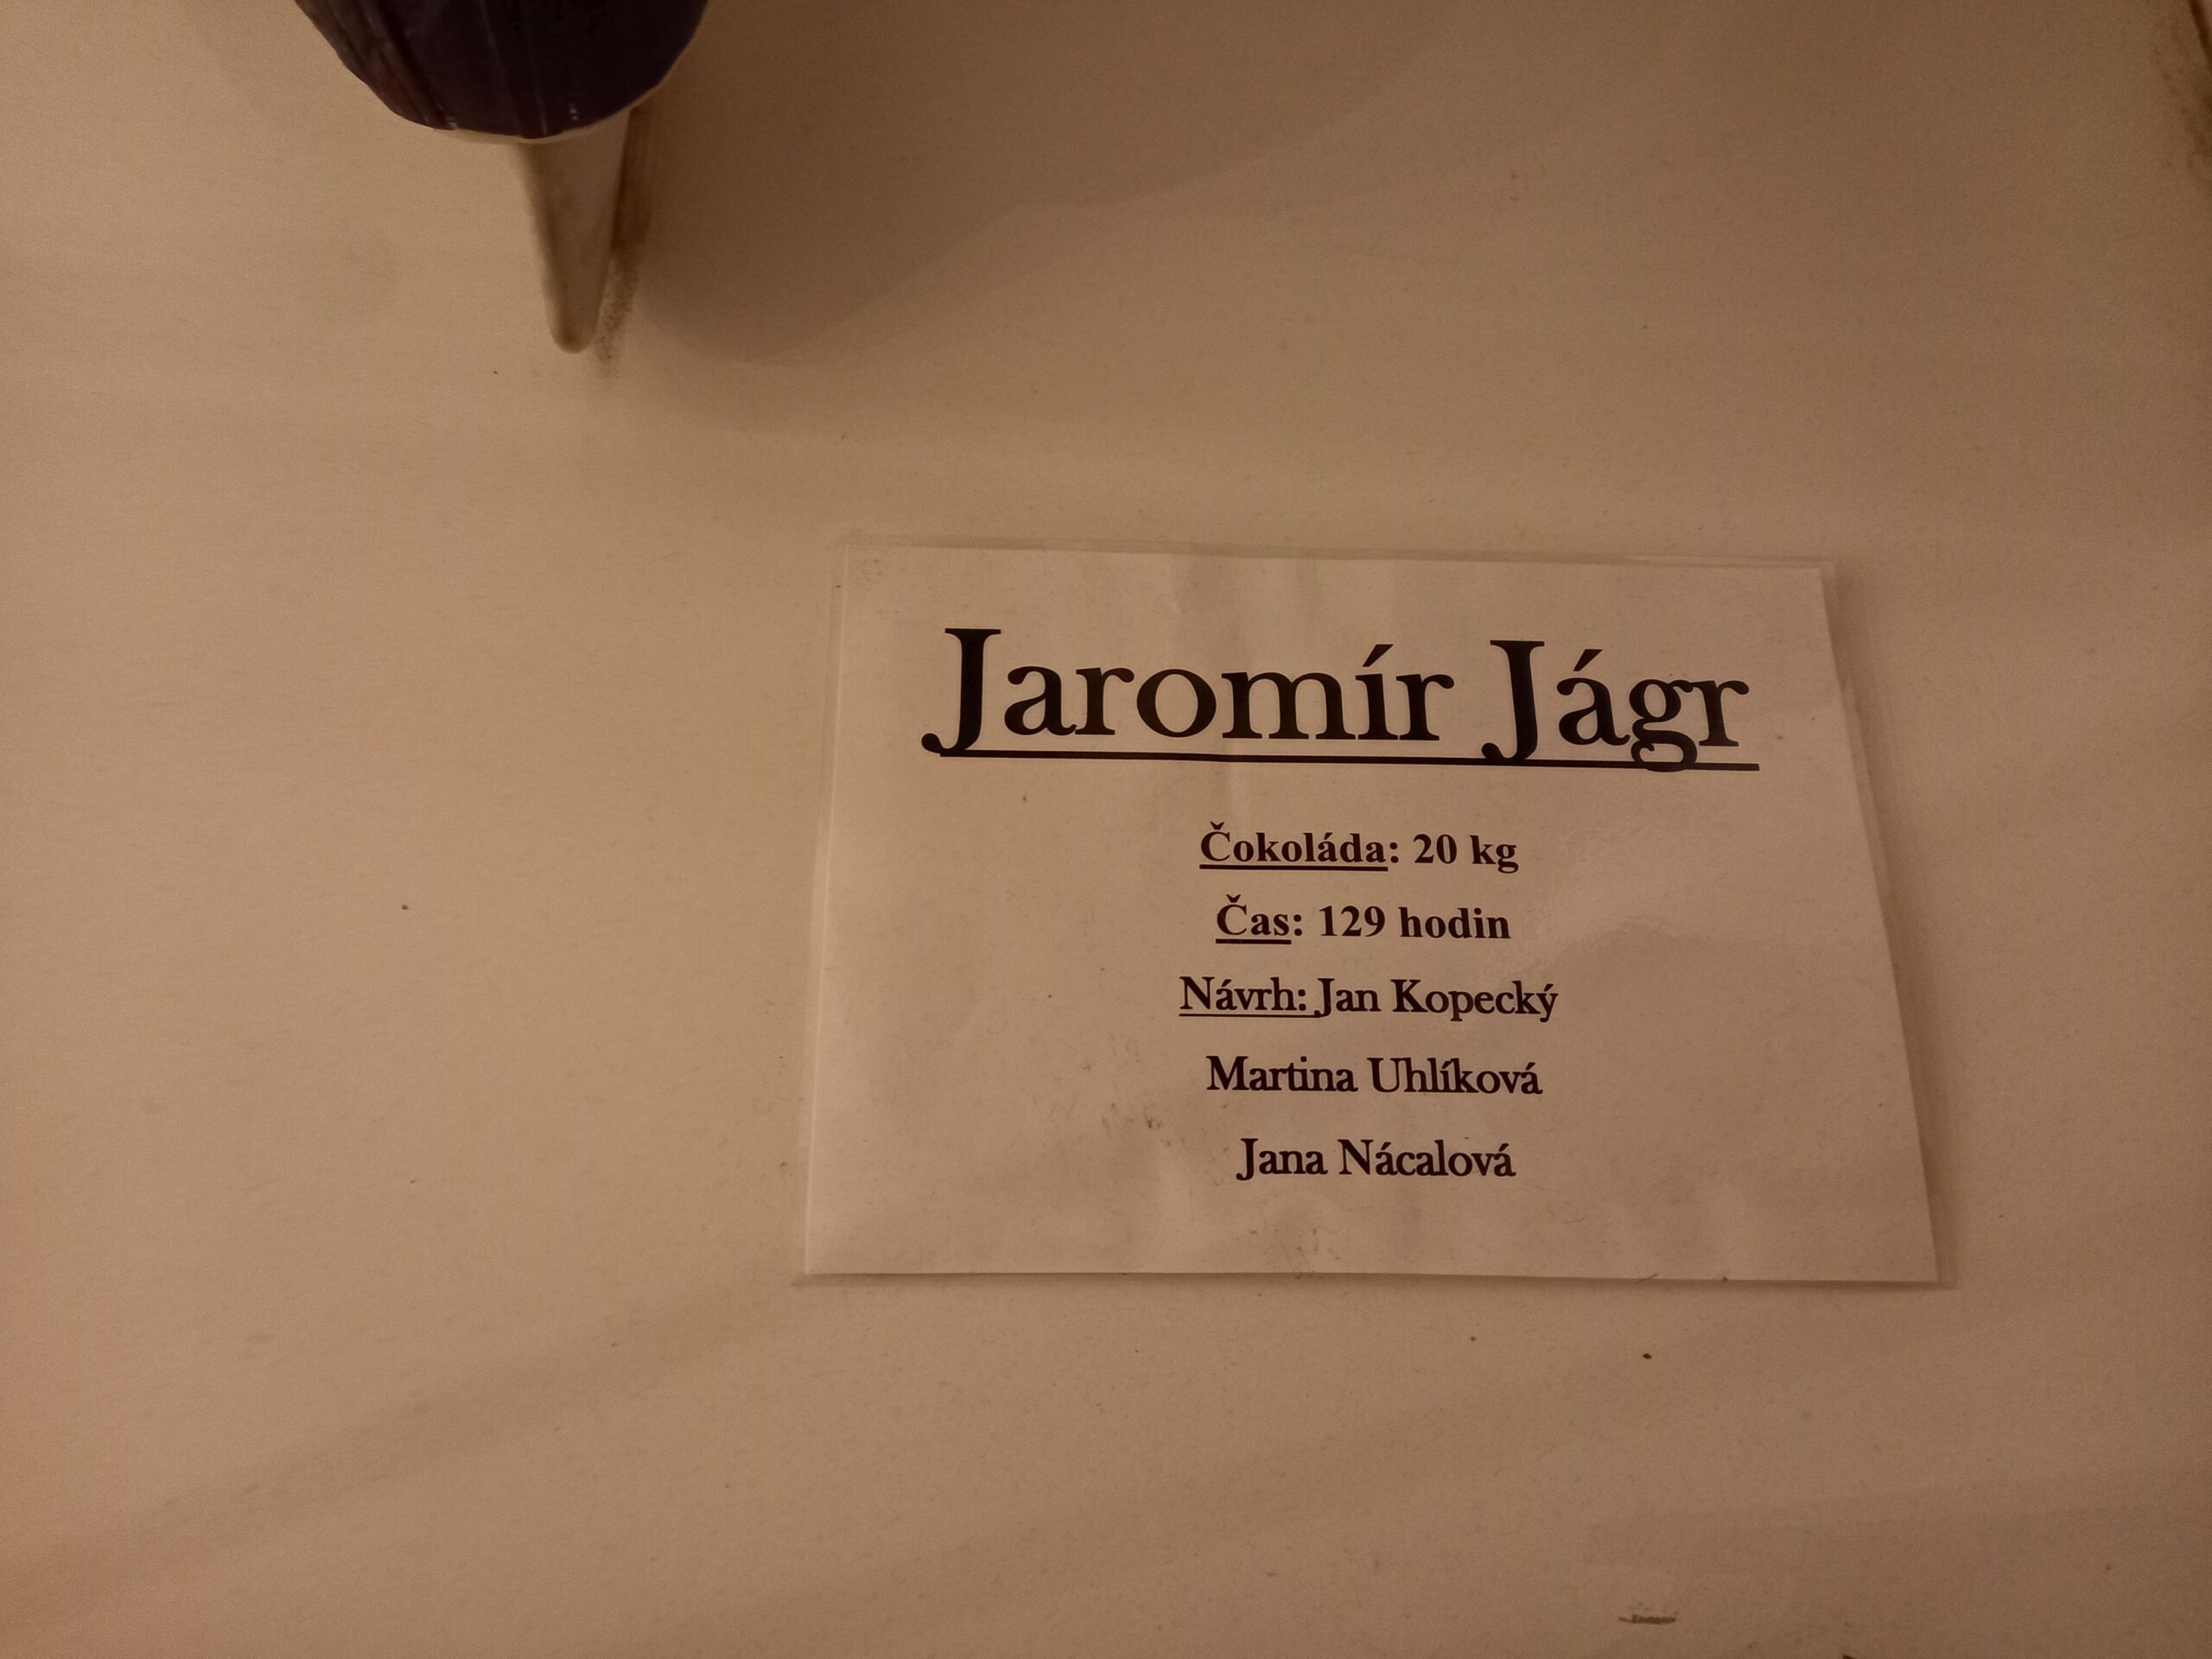 Jaromír Jágr
Čokoláda: 20 kg
Čas: 129 hodin
Návrh: Jan Kopecký
Martina Uhlíková
Jana Nácalová